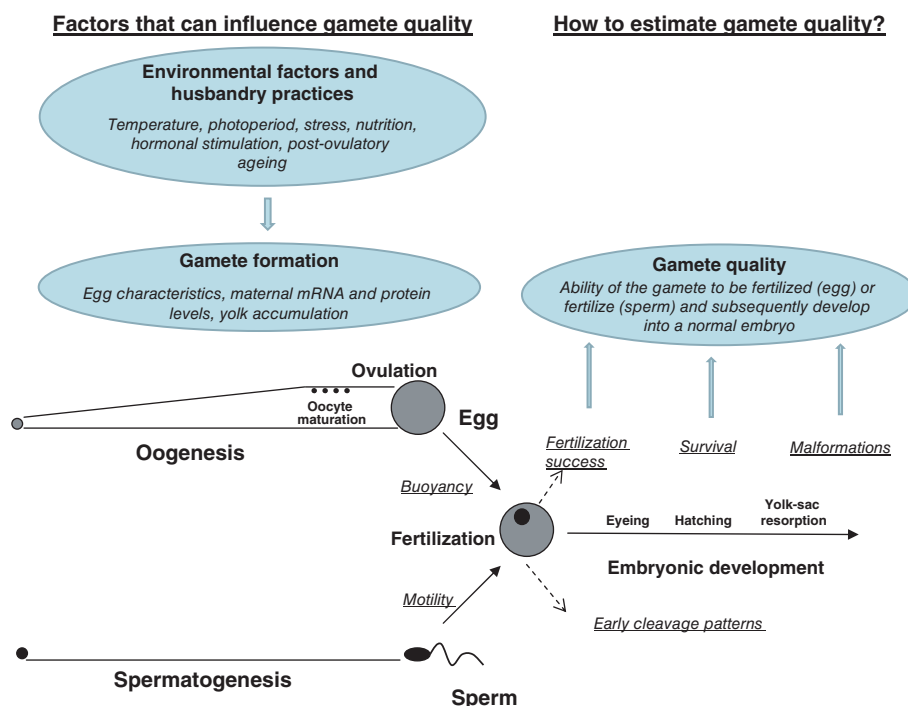 Factors that can influence gamete quality
How to estimate gamete quality?
Environmental factors and
husbandry practices
Temperature, photoperiod, stress, nutrition,
hormonal stimulation, post-ovulatory
ageing
Gamete formation
Egg characteristics, maternal mRNA and protein
levels, yolk accumulation
Gamete quality
Ability of the gamete to be fertilized (egg) or
fertilize (sperm) and subsequently develop
into a normal embryo
Ovulation
Oocyte
maturation
Egg
Oogenesis
Fertilization
success
Survival
Malformations
Buoyancy
Fertilization
Eyeing
Hatching
Yolk-sac
resorption
Embryonic development
Motility
Early cleavage patterns
Spermatogenesis
Sperm